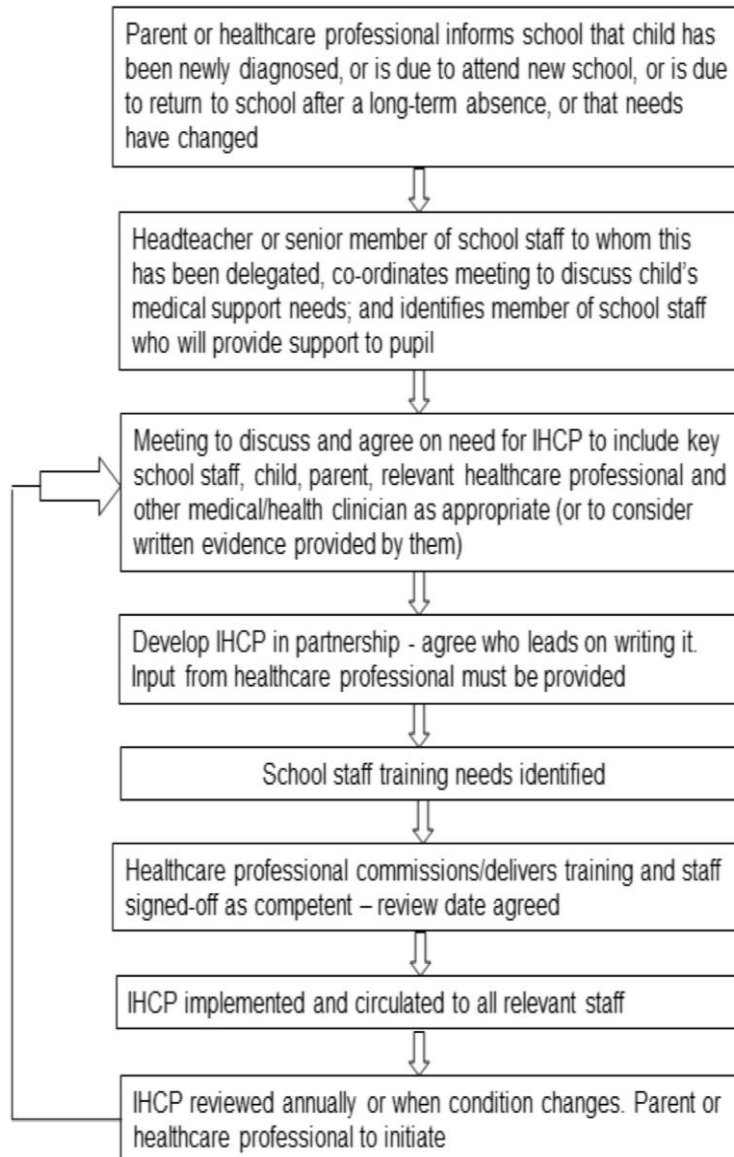 Parent or healthcare professional informs school that child has
been newly diagnosed, or is due to attend new school, or is due
to return to school after a long-term absence, or that needs
have changed
Headteacher or senior member of school staff to whom this
has been delegated, co-ordinates meeting to discuss child's
medical support needs; and identifies member of school staff
who will provide support to pupil
Meeting to discuss and agree on need for IHCP to include key
school staff, child, parent, relevant healthcare professional and
other medical/health clinician as appropriate (or to consider
written evidence provided by them)
Develop IHCP in partnership - agree who leads on writing it.
Input from healthcare professional must be provided
School staff training needs identified
Healthcare professional commissions/delivers training and staff
signed-off as competent – review date agreed
IHCP implemented and circulated to all relevant staff
IHCP reviewed annually or when condition changes. Parent or
healthcare professional to initiate